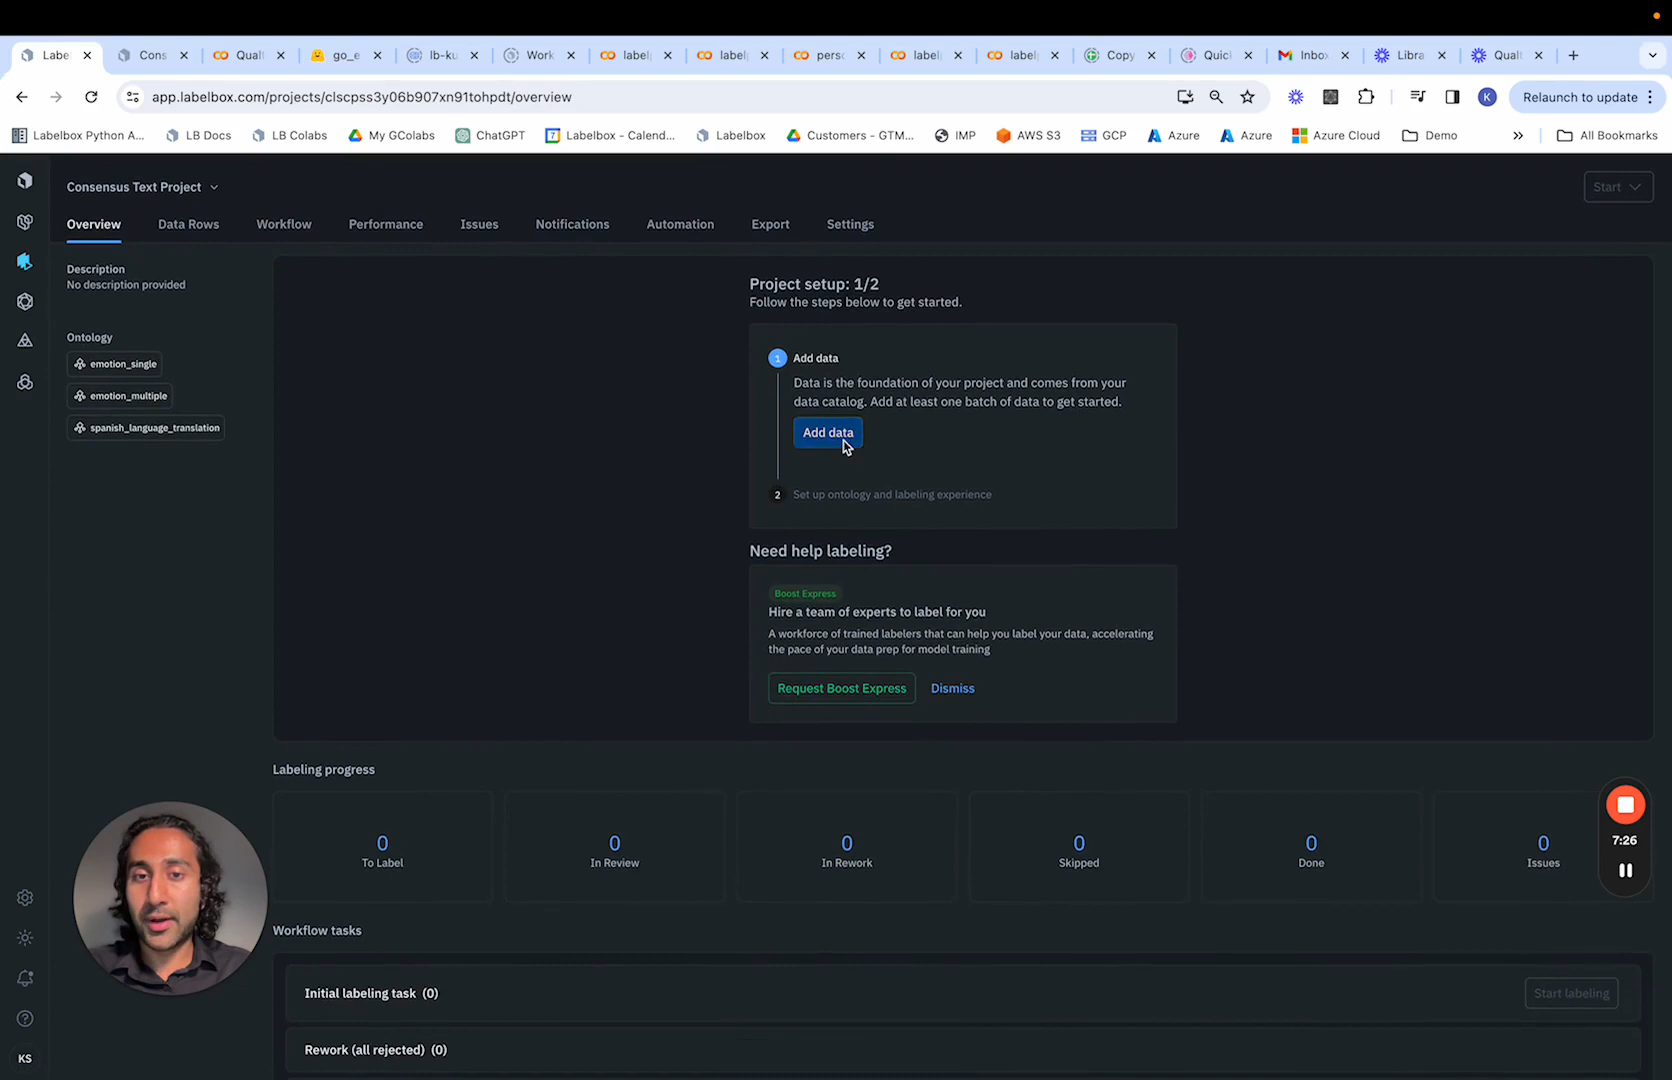 Labe
Cons
Qualt
go_e
lb-ku
Work
label
label
perso
label
label
Copy
Quicl
Inbo
Libra
Qualt
app.labelbox.com/projects/clscpss3y06b907xn91tohpdt/overview
K
Relaunch to update
Labelbox Python A...
LB Docs
LB Colabs
My GColabs
ChatGPT
Labelbox - Calend...
Labelbox
Customers - GTM...
IMP
AWS S3
GCP
Azure
Azure
Azure Cloud
Demo
All Bookmarks
Consensus Text Project
Start
Overview
Data Rows
Workflow
Performance
Issues
Notifications
Automation
Export
Settings
Description
No description provided
Ontology
emotion_single
emotion_multiple
spanish_language_translation
Project setup: 1/2
Follow the steps below to get started.
1 Add data
Data is the foundation of your project and comes from your
data catalog. Add at least one batch of data to get started.
Add data
2 Set up ontology and labeling experience
Need help labeling?
Boost Express
Hire a team of experts to label for you
A workforce of trained labelers that can help you label your data, accelerating
the pace of your data prep for model training
Request Boost Express
Dismiss
Labeling progress
0
To Label
0
In Review
0
In Rework
0
Skipped
0
Done
0
Issues
7:26
Workflow tasks
Initial labeling task (0)
Start labeling
Rework (all rejected) (0)
KS